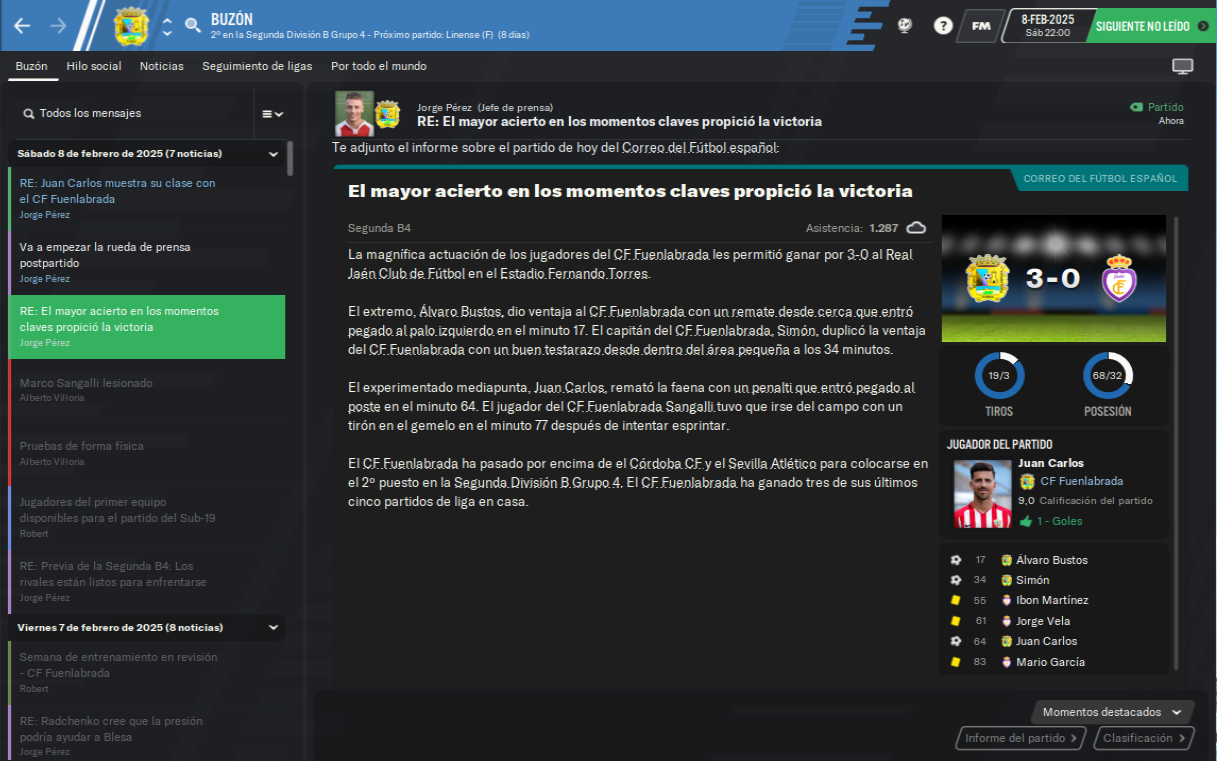 BUZÓN
2º en la Segunda División B Grupo 4 - Próximo partido: Linense (F) (8 días)
?
FM
8-FEB-2025
Sáb 22:00
SIGUIENTE NO LEÍDO
Buzón
Hilo social
Noticias
Seguimiento de ligas
Por todo el mundo
Todos los mensajes
Sábado 8 de febrero de 2025 (7 noticias)
RE: Juan Carlos muestra su clase con
el CF Fuenlabrada
Jorge Pérez
Va a empezar la rueda de prensa
postpartido
Jorge Pérez
RE: El mayor acierto en los momentos
claves propició la victoria
Jorge Pérez
Marco Sangalli lesionado
Alberto Villoria
Pruebas de forma física
Alberto Villoria
Jugadores del primer equipo
disponibles para el partido del Sub-19
Robert
RE: Previa de la Segunda B4: Los
rivales están listos para enfrentarse
Jorge Pérez
Viernes 7 de febrero de 2025 (8 noticias)
Semana de entrenamiento en revisión
- CF Fuenlabrada
Robert
RE: Radchenko cree que la presión
podría ayudar a Blesa
Jorge Pérez
Jorge Pérez (Jefe de prensa)
RE: El mayor acierto en los momentos claves propició la victoria
Partido
Ahora
Te adjunto el informe sobre el partido de hoy del Correo del Fútbol español:
CORREO DEL FÚTBOL ESPAÑOL
El mayor acierto en los momentos claves propició la victoria
Segunda B4
Asistencia: 1.287
La magnífica actuación de los jugadores del CF Fuenlabrada les permitió ganar por 3-0 al Real
Jaén Club de Fútbol en el Estadio Fernando Torres.
El extremo, Álvaro Bustos, dio ventaja al CF Fuenlabrada con un remate desde cerca que entró
pegado al palo izquierdo en el minuto 17. El capitán del CF Fuenlabrada, Simón, duplicó la ventaja
del CF Fuenlabrada con un buen testarazo desde dentro del área pequeña a los 34 minutos.
El experimentado mediapunta, Juan Carlos, remató la faena con un penalti que entró pegado al
poste en el minuto 64. El jugador del CF Fuenlabrada Sangalli tuvo que irse del campo con un
tirón en el gemelo en el minuto 77 después de intentar esprintar.
El CF Fuenlabrada ha pasado por encima de el Córdoba CF y el Sevilla Atlético para colocarse en
el 2º puesto en la Segunda División B Grupo 4. El CF Fuenlabrada ha ganado tres de sus últimos
cinco partidos de liga en casa.
3-0
19/3
TIROS
68/32
POSESIÓN
JUGADOR DEL PARTIDO
Juan Carlos
CF Fuenlabrada
9,0 Calificación del partido
1 - Goles
17 Álvaro Bustos
34 Simón
55 Ibon Martínez
61 Jorge Vela
64 Juan Carlos
83 Mario García
Momentos destacados
Informe del partido
Clasificación